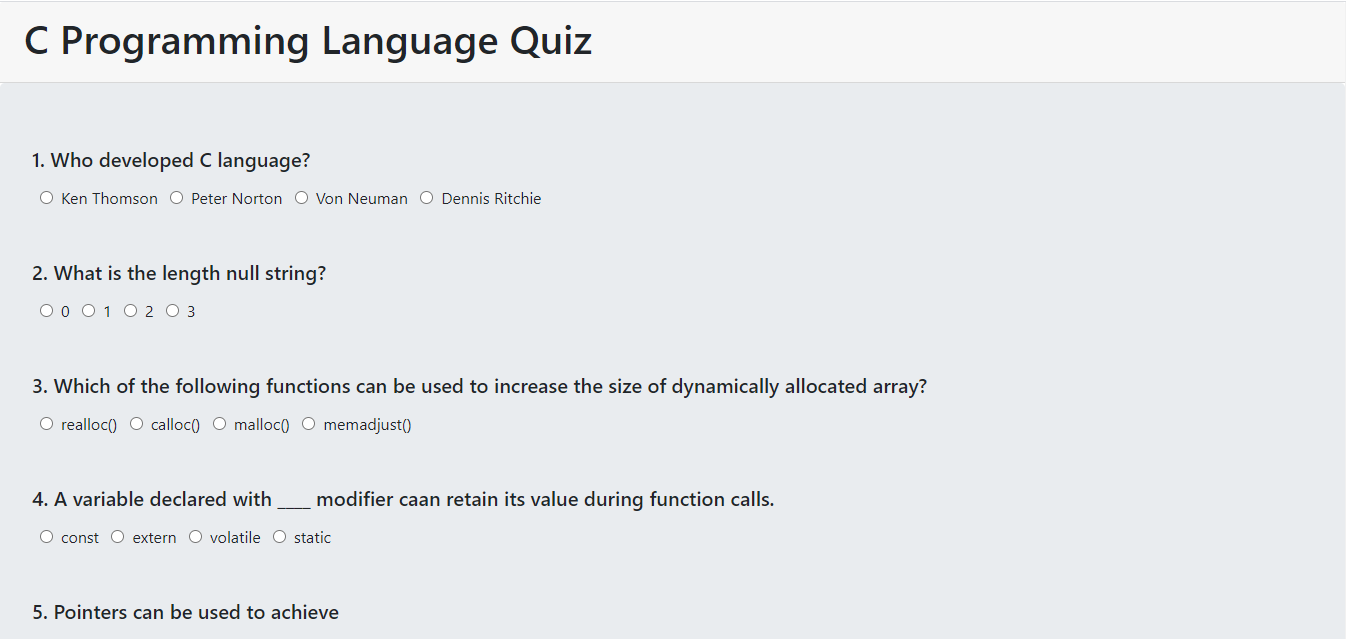 C Programming Language Quiz
1. Who developed C language?
Ken Thomson Peter Norton Von Neuman Dennis Ritchie
2. What is the length null string?
0 1 2 3
3. Which of the following functions can be used to increase the size of dynamically allocated array?
realloc() calloc() malloc() memadjust()
4. A variable declared with ____ modifier caan retain its value during function calls.
const extern volatile static
5. Pointers can be used to achieve